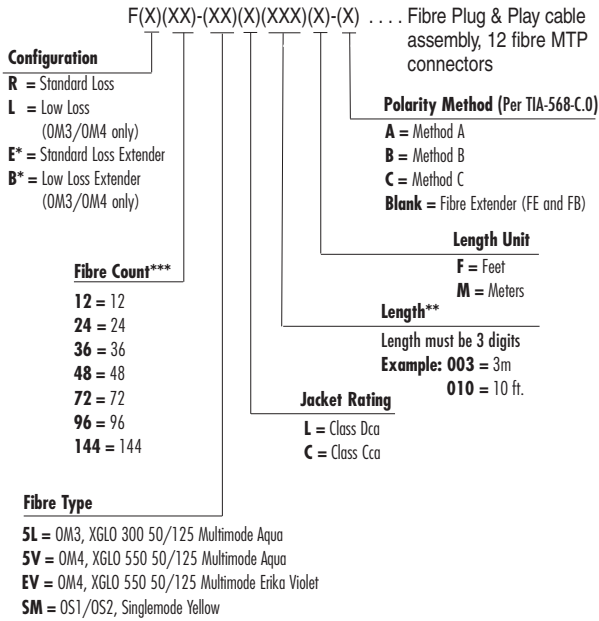 F(X)(XX)-(XX)(X)(XXX)(X)-(X) . . . . Fibre Plug & Play cable
assembly, 12 fibre MTP
connectors
Configuration
R = Standard Loss
L = Low Loss
(OM3/OM4 only)
E* = Standard Loss Extender
B* = Low Loss Extender
(OM3/OM4 only)
Polarity Method (Per TIA-568-C.0)
A = Method A
B = Method B
C = Method C
Blank = Fibre Extender (FE and FB)
Length Unit
F = Feet
M = Meters
Fibre Count***
12 = 12
24 = 24
36 = 36
48 = 48
72 = 72
96 = 96
144 = 144
Length**
Length must be 3 digits
Example: 003 = 3m
010 = 10 ft.
Jacket Rating
L = Class Dca
C = Class Cca
Fibre Type
5L = OM3, XGLO 300 50/125 Multimode Aqua
5V = OM4, XGLO 550 50/125 Multimode Aqua
EV = OM4, XGLO 550 50/125 Multimode Erika Violet
SM = OS1/OS2, Singlemode Yellow